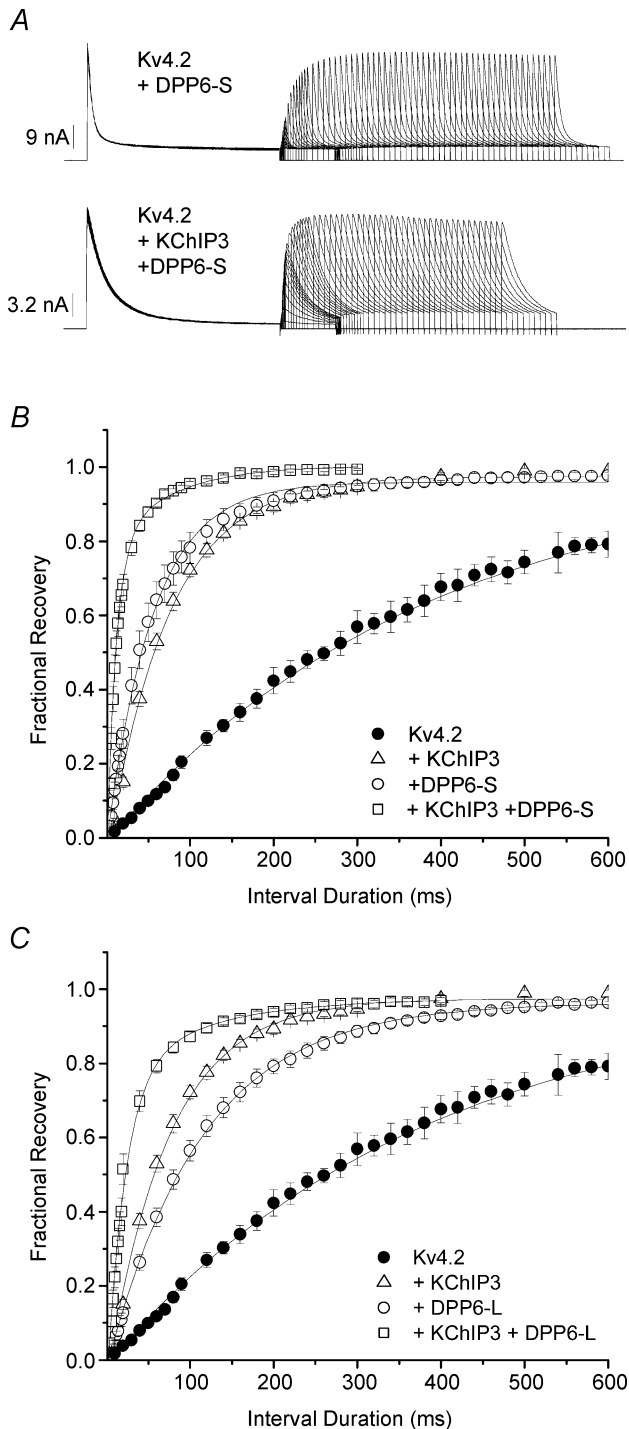 A
Kv4.2
+ DPP6-S
9 nA
Kv4.2
+ KChIP3
+DPP6-S
3.2 nA
B
Fractional Recovery
1.0
0.8
0.6
0.4
0.2
0.0
Kv4.2
+ KChIP3
+DPP6-S
+ KChIP3 +DPP6-S
100 200 300 400 500 600
Interval Duration (ms)
C
Fractional Recovery
1.0
0.8
0.6
0.4
0.2
0.0
Kv4.2
+ KChIP3
+ DPP6-L
+ KChIP3 + DPP6-L
100 200 300 400 500 600
Interval Duration (ms)